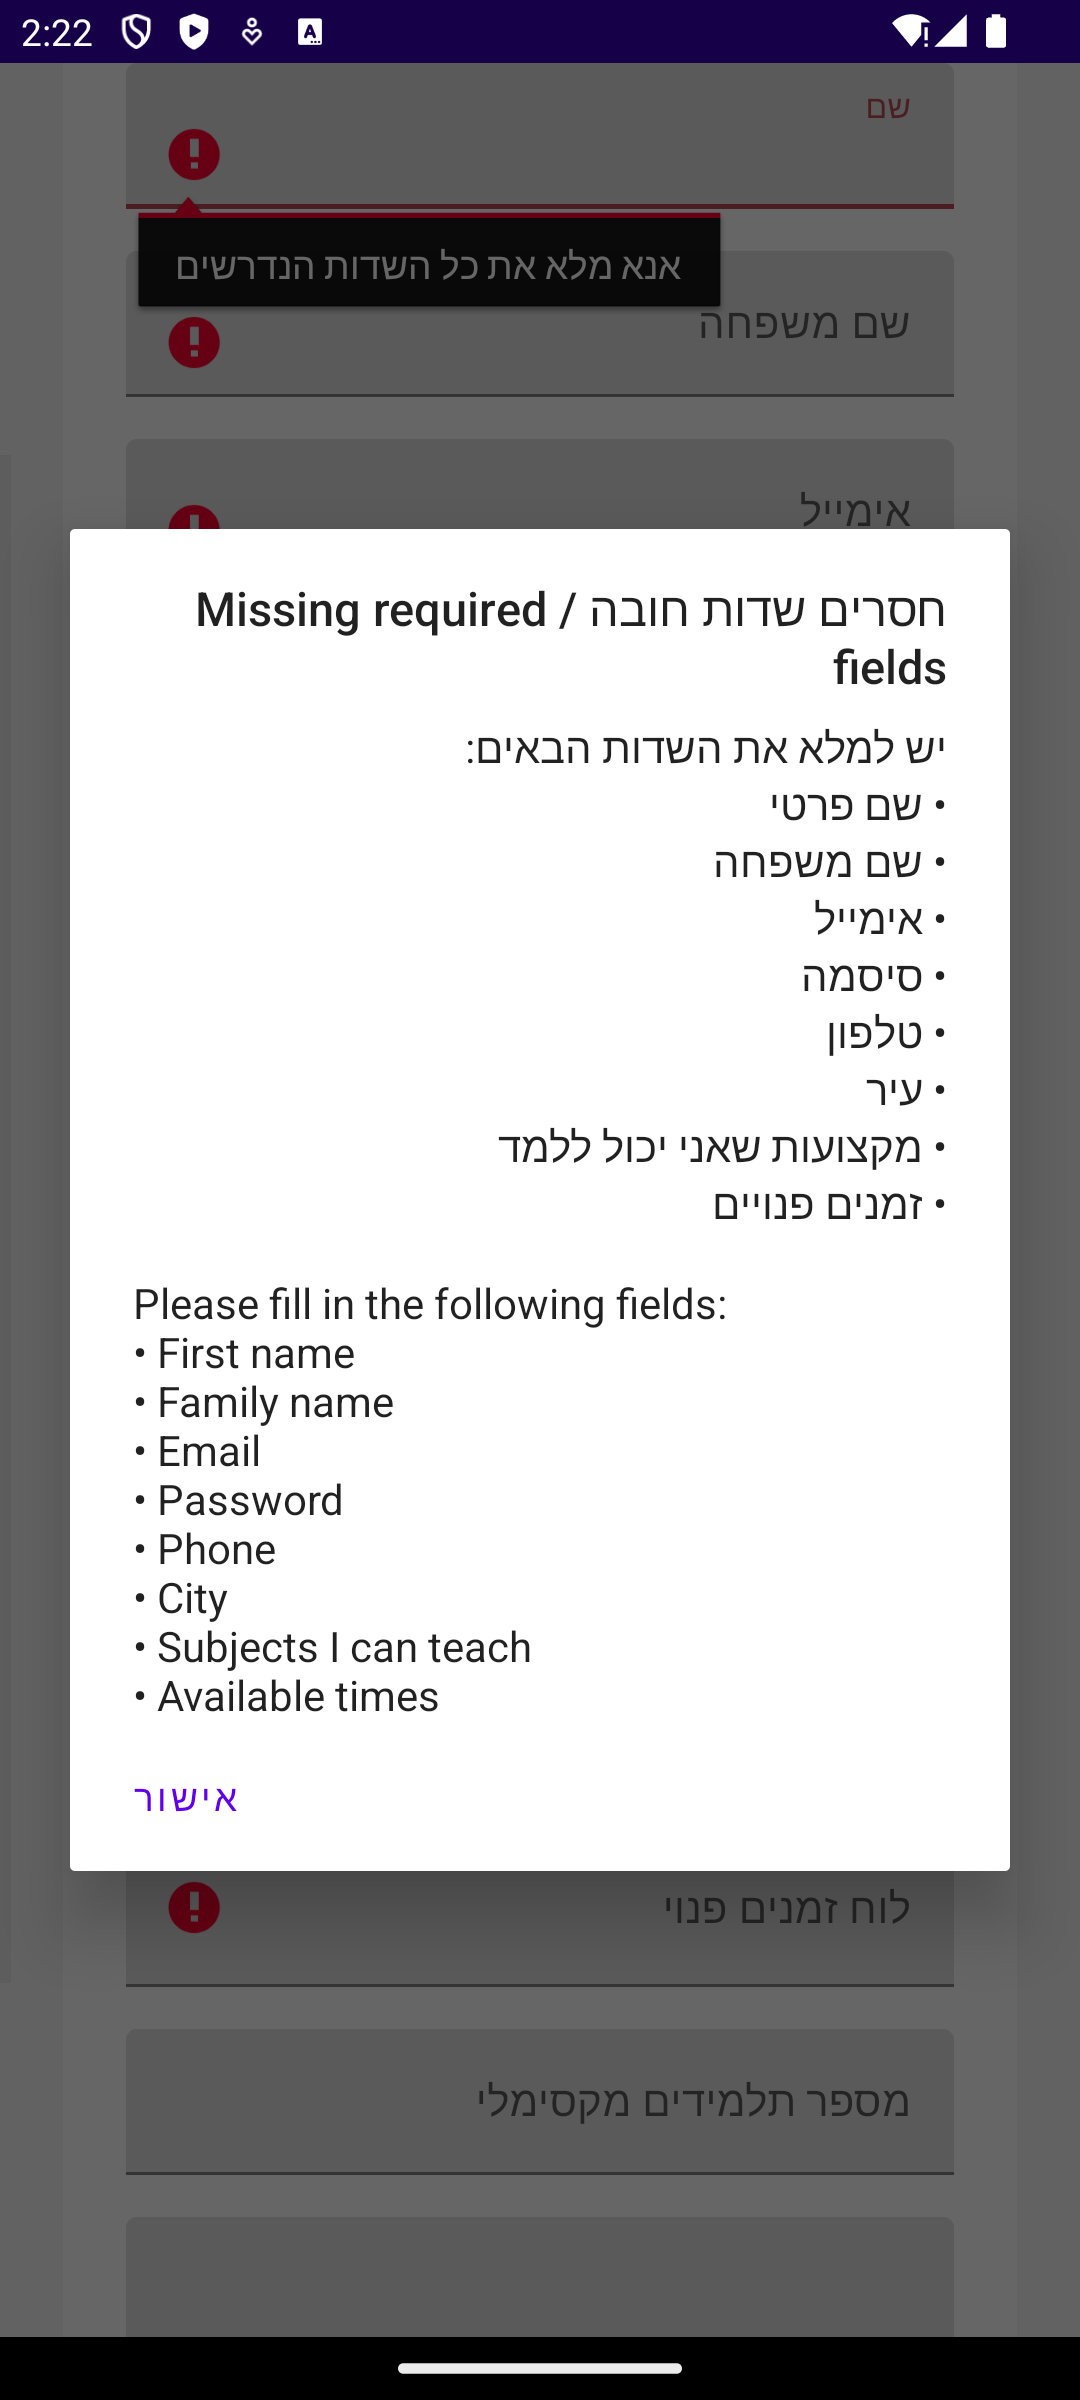 2:22
שם
אנא מלא את כל השדות הנדרשים
שם משפחה
אימייל
חסרים שדות חובה / Missing required
fields
יש למלא את השדות הבאים:
• שם פרטי
• שם משפחה
• אימייל
• סיסמה
• טלפון
• עיר
• מקצועות שאני יכול ללמד
• זמנים פנויים
Please fill in the following fields:
• First name
• Family name
• Email
• Password
• Phone
• City
• Subjects I can teach
• Available times
אישור
לוח זמנים פנוי
מספר תלמידים מקסימלי